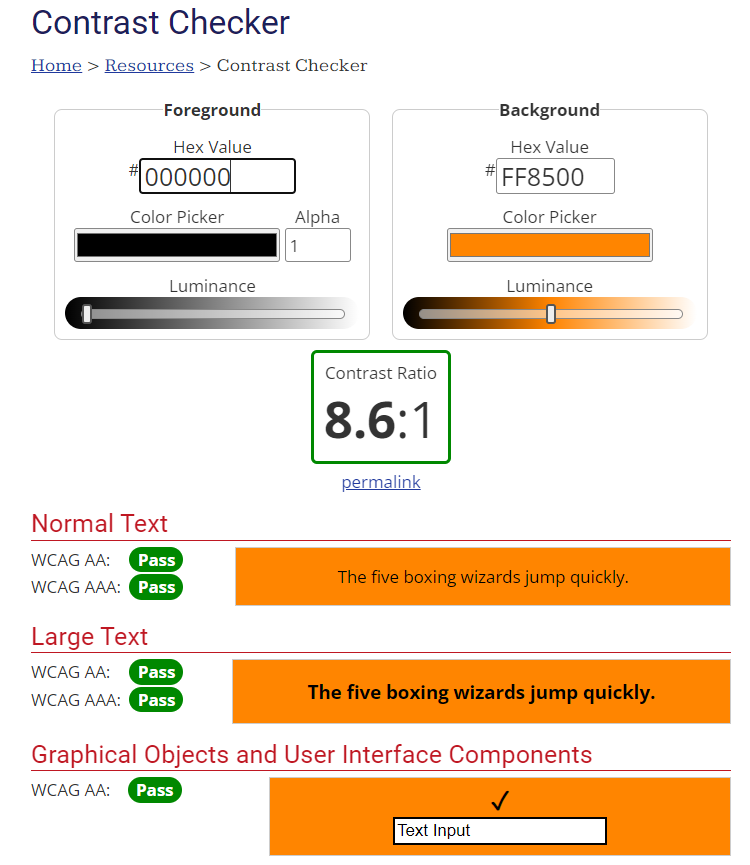 Contrast Checker
Home > Resources > Contrast Checker
Foreground
Hex Value
#000000
Color Picker Alpha
1
Luminance
Background
Hex Value
#FF8500
Color Picker
Luminance
Contrast Ratio
8.6:1
permalink
Normal Text
WCAG AA: Pass
WCAG AAA: Pass
The five boxing wizards jump quickly.
Large Text
WCAG AA: Pass
WCAG AAA: Pass
The five boxing wizards jump quickly.
Graphical Objects and User Interface Components
WCAG AA: Pass
✓
Text Input